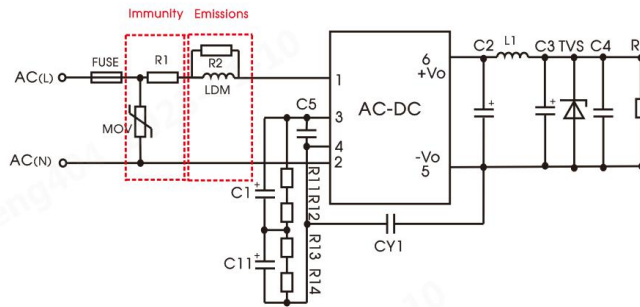 Immunity Emissions
FUSE R1 R2
LDM
AC(L)
MOV
AC(N)
C5
1
3
4
2
AC-DC
6
+Vo
-Vo
5
C2 L1 C3 TVS C4 R
+
+
C1
+
C11
+
R11
R12
R13
R14
CY1